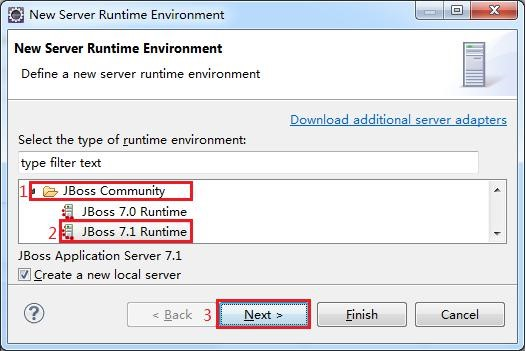 New Server Runtime Environment
New Server Runtime Environment
Define a new server runtime environment
Download additional server adapters
Select the type of runtime environment:
type filter text
1 JBoss Community
JBoss 7.0 Runtime
2 JBoss 7.1 Runtime
JBoss Application Server 7.1
Create a new local server
? < Back 3 Next > Finish Cancel